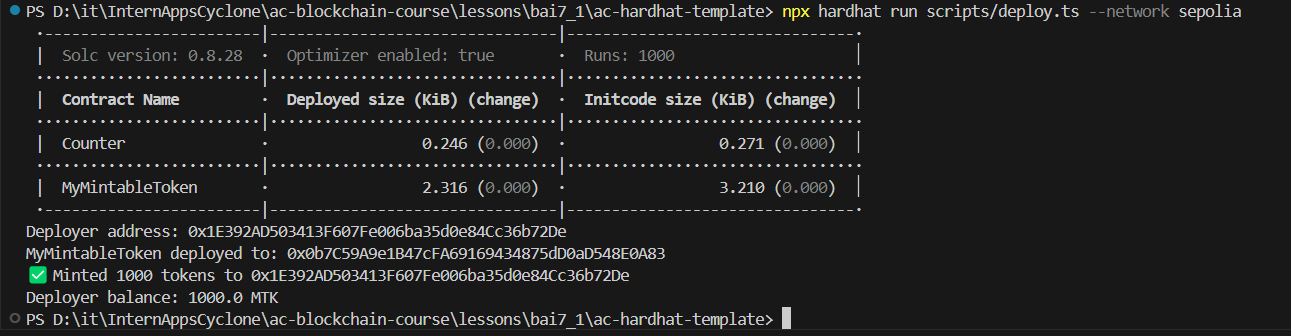 PS D:\it\InternAppsCyclone\ac-blockchain-course\lessons\bai7_1\ac-hardhat-template> npx hardhat run scripts/deploy.ts --network sepolia
| Solc version: 0.8.28 · Optimizer enabled: true · Runs: 1000 |
| Contract Name · Deployed size (KiB) (change) · Initcode size (KiB) (change) |
| Counter · 0.246 (0.000) · 0.271 (0.000) |
| MyMintableToken · 2.316 (0.000) · 3.210 (0.000) |
Deployer address: 0x1E392AD503413F607Fe006ba35d0e84Cc36b72De
MyMintableToken deployed to: 0x0b7C59A9e1B47cFA69169434875dD0aD548E0A83
✅ Minted 1000 tokens to 0x1E392AD503413F607Fe006ba35d0e84Cc36b72De
Deployer balance: 1000.0 MTK
PS D:\it\InternAppsCyclone\ac-blockchain-course\lessons\bai7_1\ac-hardhat-template>